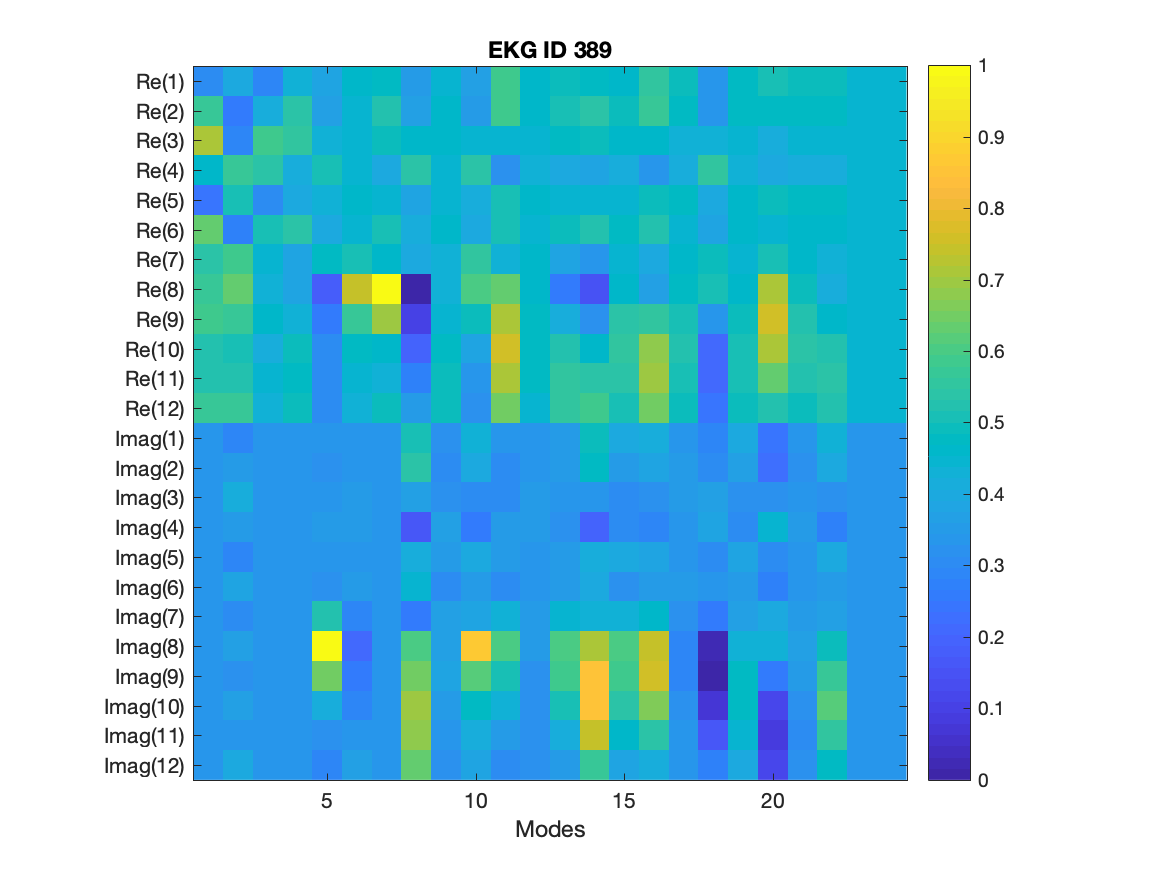 EKG ID 389
Re(1)
Re(2)
Re(3)
Re(4)
Re(5)
Re(6)
Re(7)
Re(8)
Re(9)
Re(10)
Re(11)
Re(12)
Imag(1)
Imag(2)
Imag(3)
Imag(4)
Imag(5)
Imag(6)
Imag(7)
Imag(8)
Imag(9)
Imag(10)
Imag(11)
Imag(12)
5 10 15 20
Modes
1
0.9
0.8
0.7
0.6
0.5
0.4
0.3
0.2
0.1
0